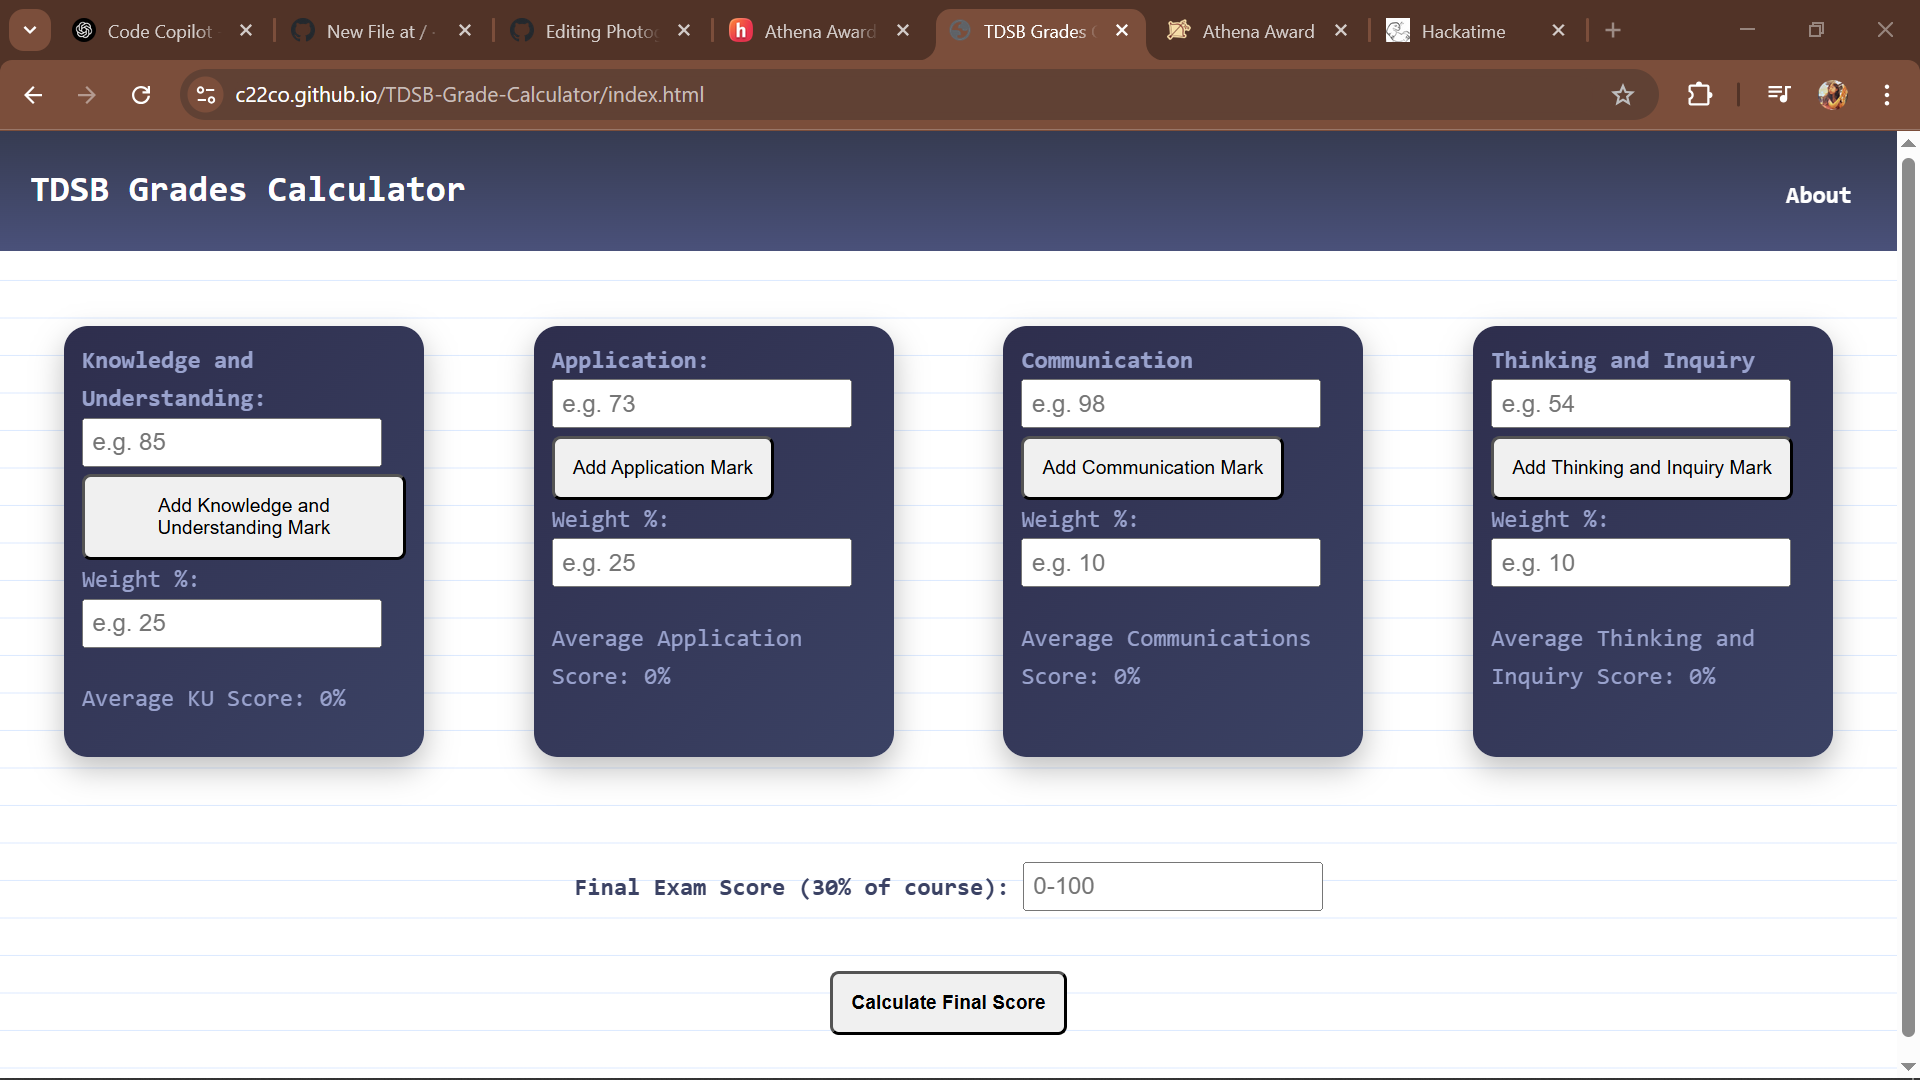 Code Copilot
New File at /
Editing Photo
Athena Award
TDSB Grades
Athena Award
Hackatime
c22co.github.io/TDSB-Grade-Calculator/index.html
TDSB Grades Calculator
About
Knowledge and
Understanding:
e.g. 85
Add Knowledge and
Understanding Mark
Weight %:
e.g. 25
Average KU Score: 0%
Application:
e.g. 73
Add Application Mark
Weight %:
e.g. 25
Average Application
Score: 0%
Communication
e.g. 98
Add Communication Mark
Weight %:
e.g. 10
Average Communications
Score: 0%
Thinking and Inquiry
e.g. 54
Add Thinking and Inquiry Mark
Weight %:
e.g. 10
Average Thinking and
Inquiry Score: 0%
Final Exam Score (30% of course):
0-100
Calculate Final Score